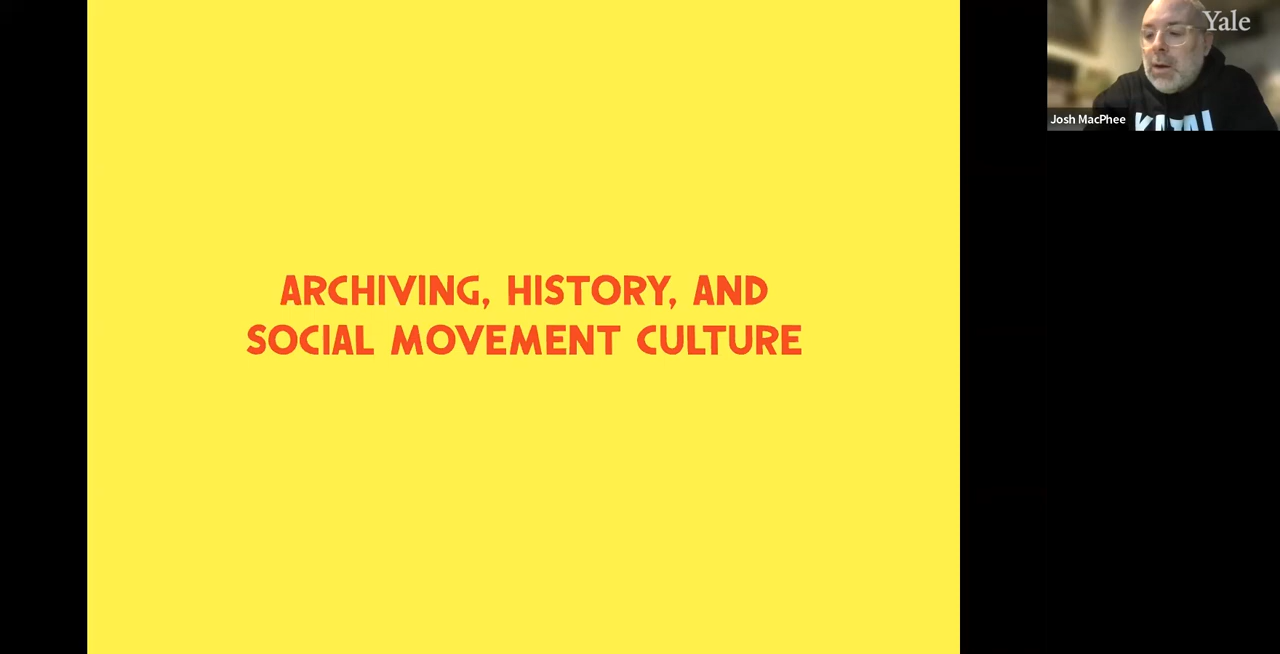 ARCHIVING, HISTORY, AND
SOCIAL MOVEMENT CULTURE
Yale
Josh MacPhee